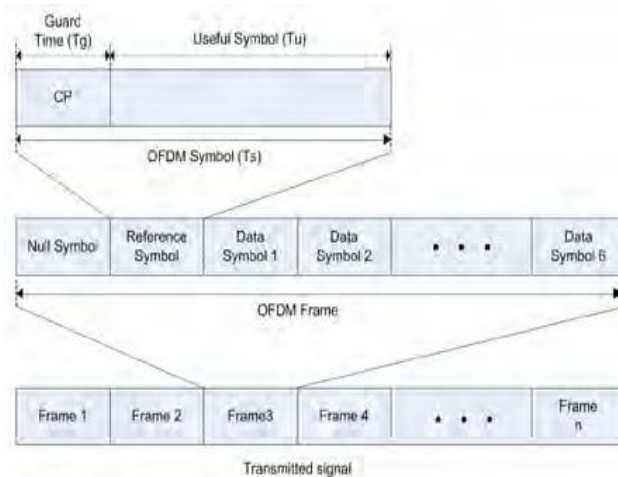 Guard
Time (Tg)
Useful Symbol (Tu)
CP
OFDM Symbol (Ts)
Null Symbol
Reference
Symbol
Data
Symbol 1
Data
Symbol 2
• • •
Data
Symbol 6
OFDM Frame
Frame 1
Frame 2
Frame3
Frame 4
• • •
Frame
n
Transmitted signal